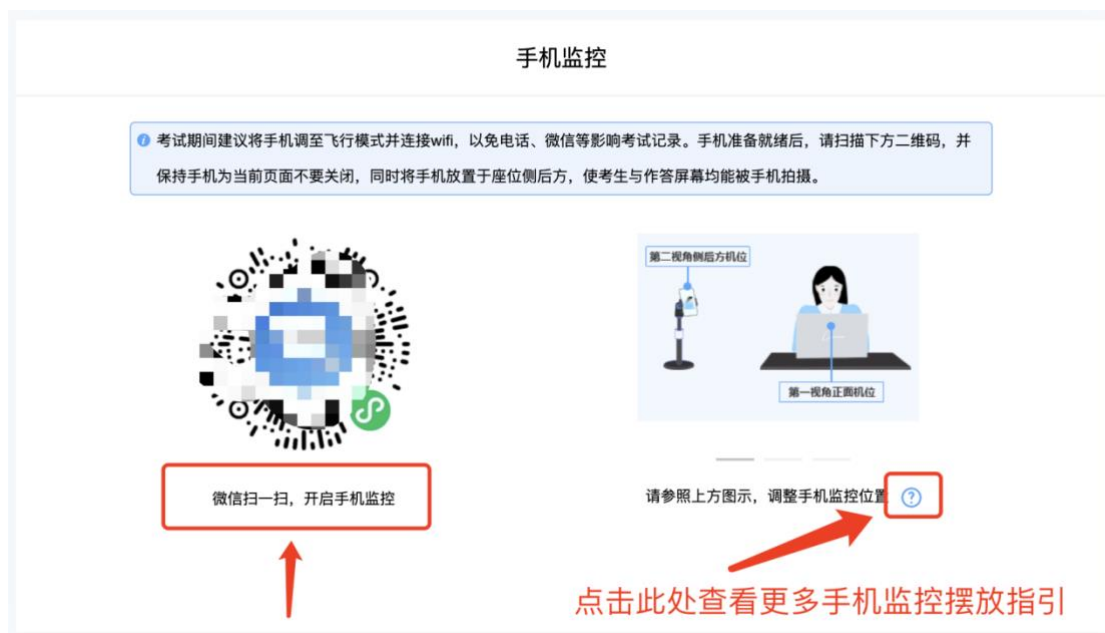 手机监控
考试期间建议将手机调至飞行模式并连接wifi，以免电话、微信等影响考试记录。手机准备就绪后，请扫描下方二维码，并
保持手机为当前页面不要关闭，同时将手机放置于座位侧后方，使考生与作答屏幕均能被手机拍摄。
第二视角侧后方机位
第一视角正面机位
微信扫一扫，开启手机监控
请参照上方图示，调整手机监控位置
点击此处查看更多手机监控摆放指引